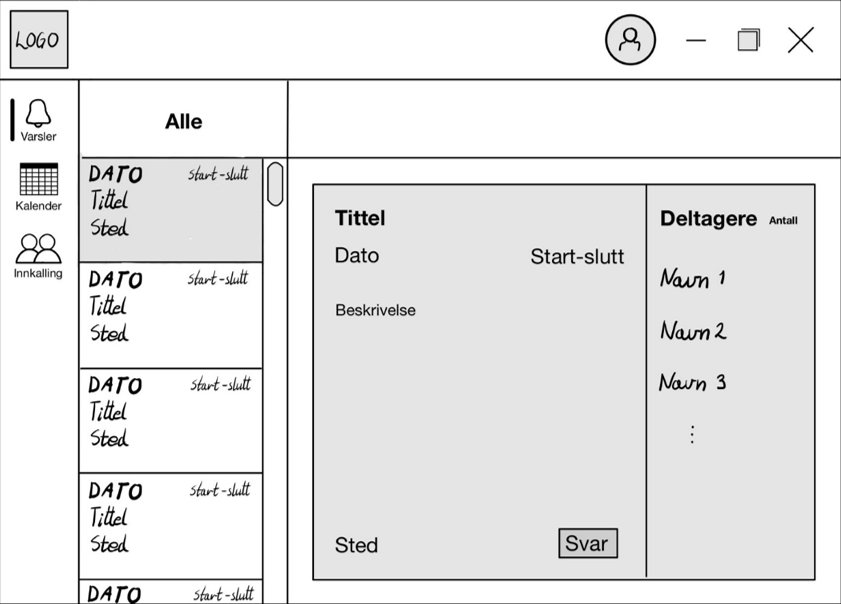 LOGO
Varsler
Kalender
Innkalling
Alle
DATO Start-slutt
Tittel
Sted
DATO Start-slutt
Tittel
Sted
DATO Start-slutt
Tittel
Sted
DATO Start-slutt
Tittel
Sted
DATO Start-slutt
Tittel
Dato Start-slutt
Beskrivelse
Sted Svar
Deltagere Antall
Navn 1
Navn 2
Navn 3